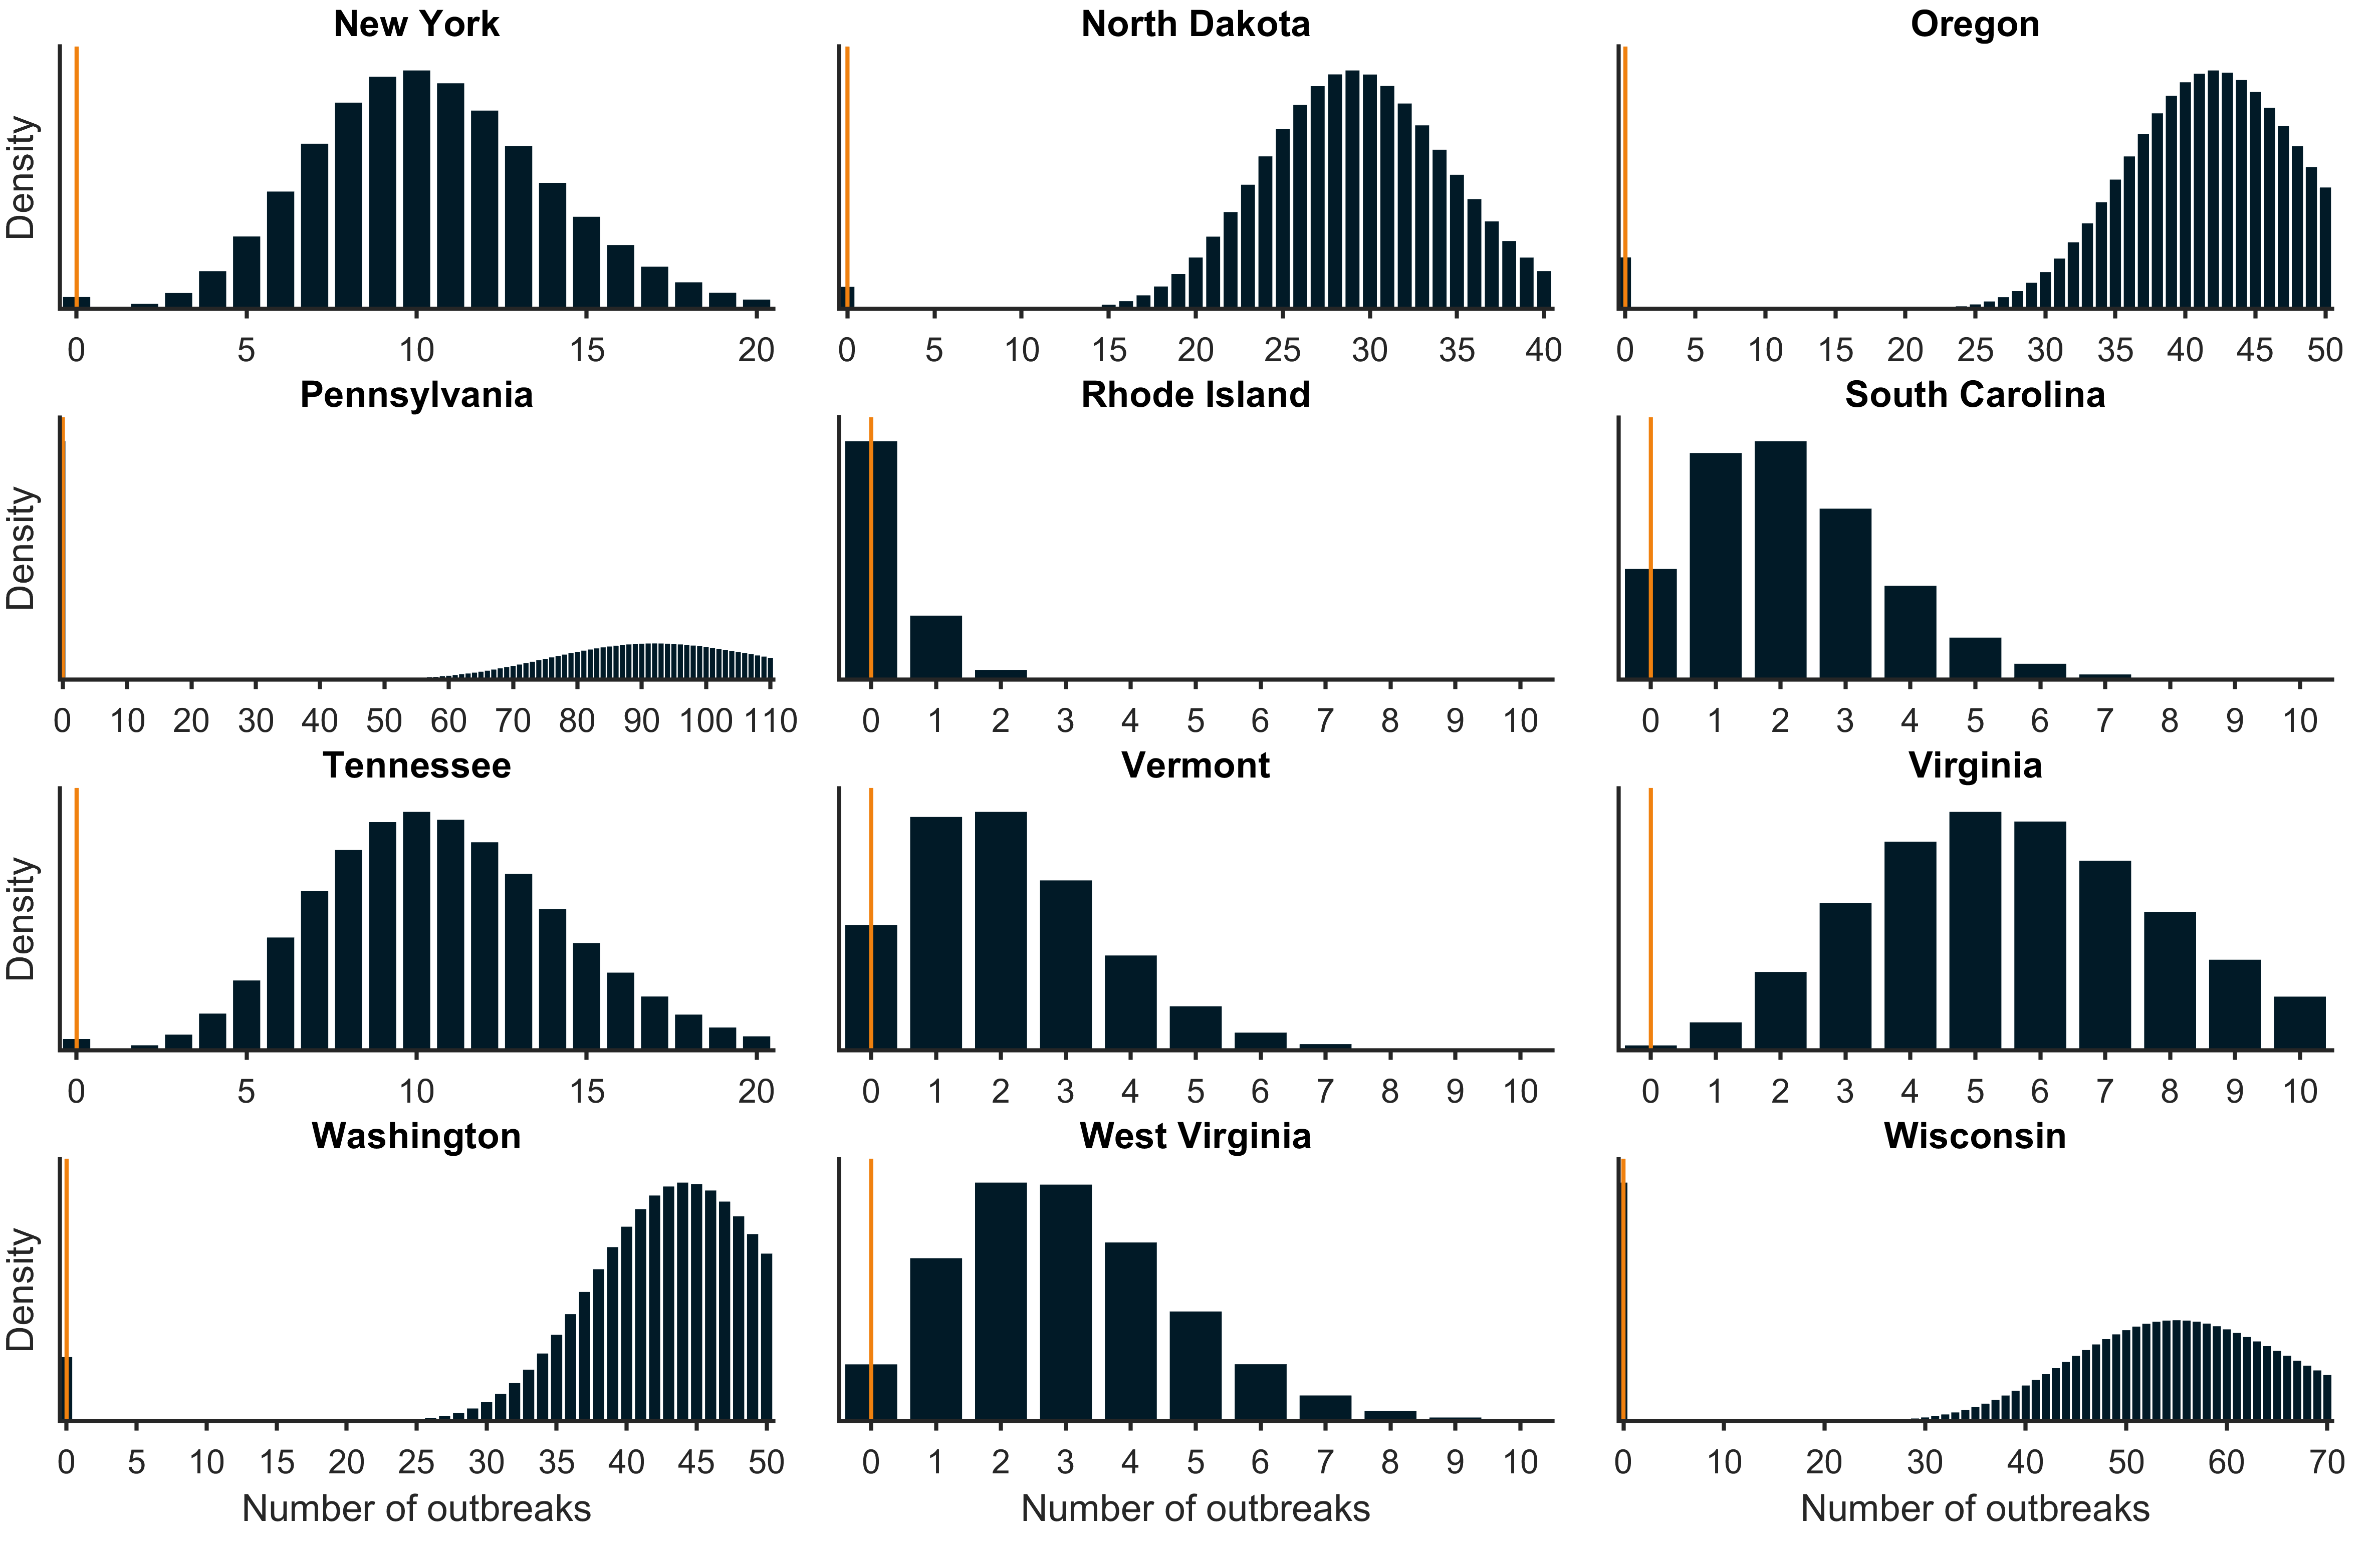 New York North Dakota Oregon
Density
0 5 10 15 20 0 5 10 15 20 25 30 35 40 0 5 10 15 20 25 30 35 40 45 50
Pennsylvania Rhode Island South Carolina
Density
0 10 20 30 40 50 60 70 80 90 100 110 0 1 2 3 4 5 6 7 8 9 10 0 1 2 3 4 5 6 7 8 9 10
Tennessee Vermont Virginia
Density
0 5 10 15 20 0 1 2 3 4 5 6 7 8 9 10 0 1 2 3 4 5 6 7 8 9 10
Washington West Virginia Wisconsin
Density
0 5 10 15 20 25 30 35 40 45 50 0 1 2 3 4 5 6 7 8 9 10 0 10 20 30 40 50 60 70
Number of outbreaks Number of outbreaks Number of outbreaks